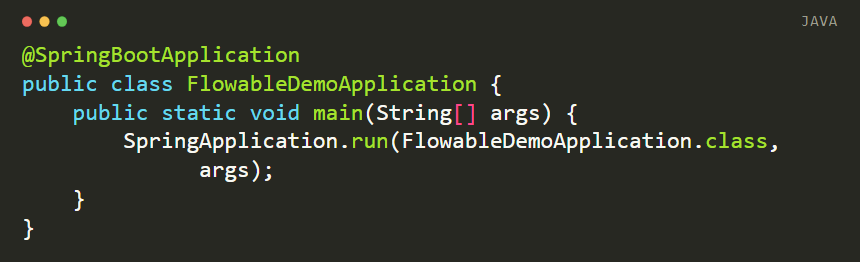 JAVA
@SpringBootApplication
public class FlowableDemoApplication {
    public static void main(String[] args) {
        SpringApplication.run(FlowableDemoApplication.class,
              args);
    }
}